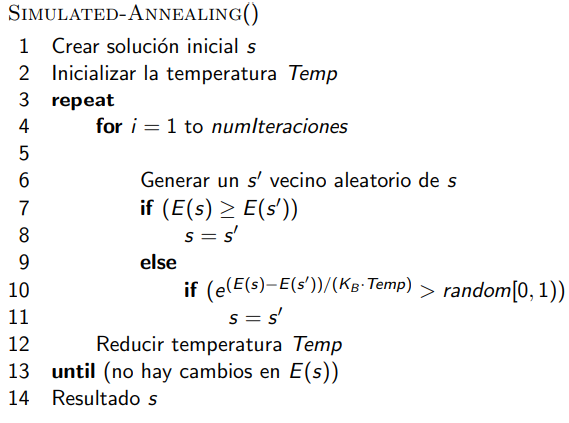 SIMULATED-ANNEALING()
1 Crear solución inicial s
2 Inicializar la temperatura Temp
3 repeat
4 for i = 1 to numIteraciones
5
6 Generar un s′ vecino aleatorio de s
7 if (E(s) ≥ E(s′))
8 s = s′
9 else
10 if (e^{(E(s)−E(s′))/(K_B·Temp)} > random[0, 1))
11 s = s′
12 Reducir temperatura Temp
13 until (no hay cambios en E(s))
14 Resultado s